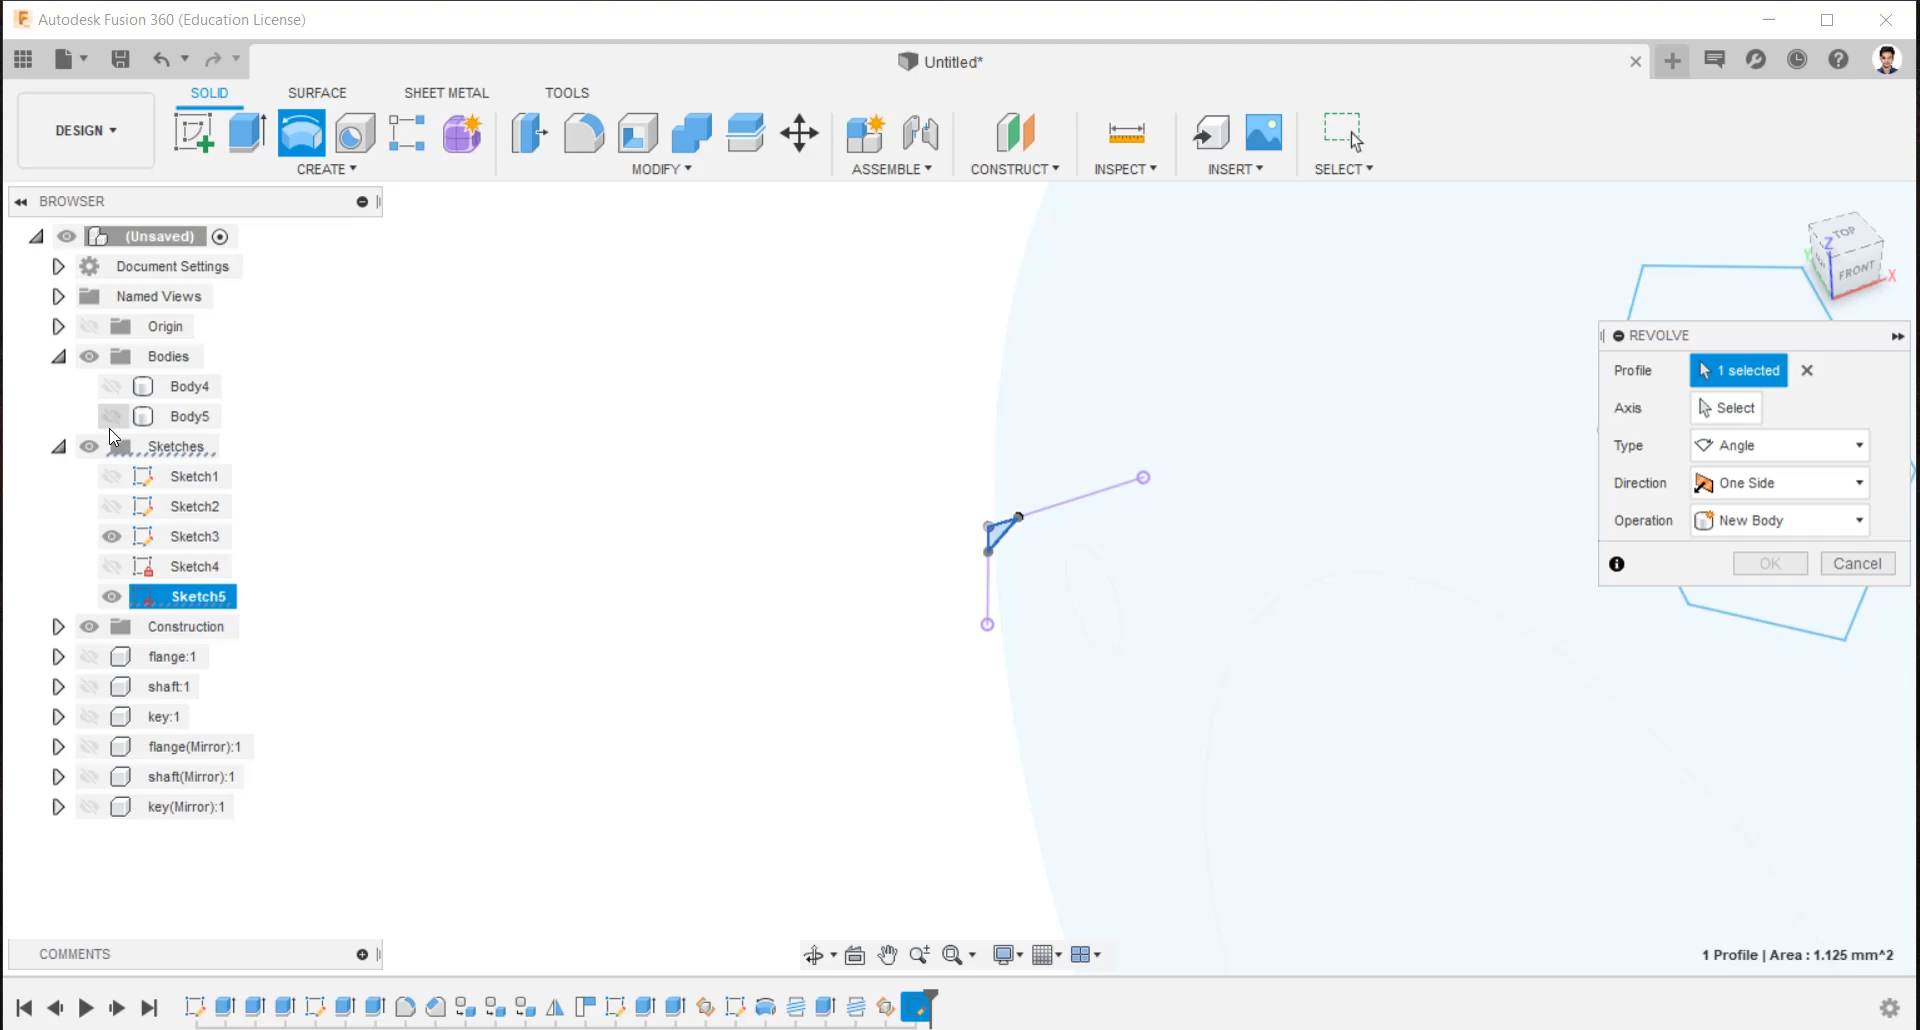 Autodesk Fusion 360 (Education License)
Untitled*
SOLID
SURFACE
SHEET METAL
TOOLS
DESIGN
CREATE
MODIFY
ASSEMBLE
CONSTRUCT
INSPECT
INSERT
SELECT
BROWSER
(Unsaved)
Document Settings
Named Views
Origin
Bodies
Body4
Body5
Sketches
Sketch1
Sketch2
Sketch3
Sketch4
Sketch5
Construction
flange:1
shaft:1
key:1
flange(Mirror):1
shaft(Mirror):1
key(Mirror):1
TOP
FRONT
Z
X
REVOLVE
Profile 1 selected
Axis Select
Type Angle
Direction One Side
Operation New Body
OK Cancel
COMMENTS
1 Profile | Area : 1.125 mm^2